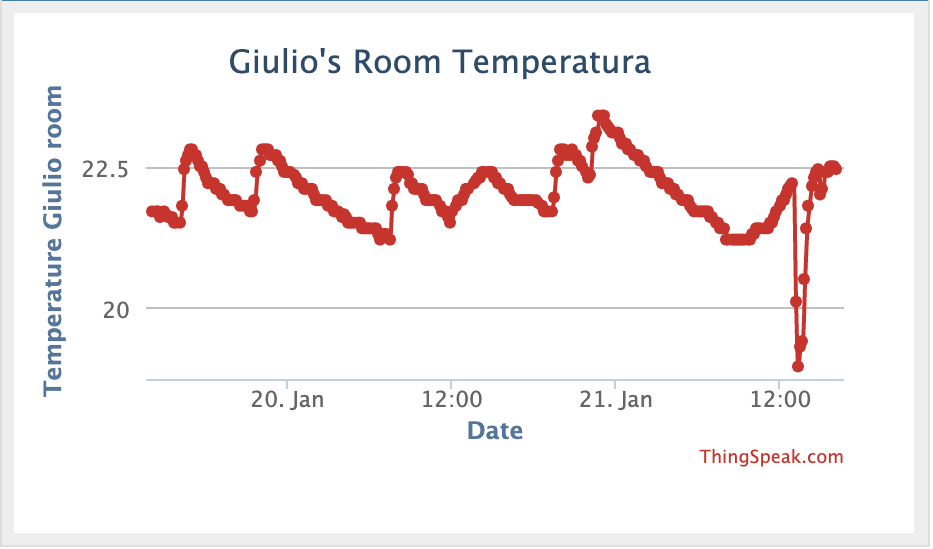 Giulio's Room Temperatura
Temperature Giulio room
22.5
20
20. Jan 12:00 21. Jan 12:00
Date
ThingSpeak.com